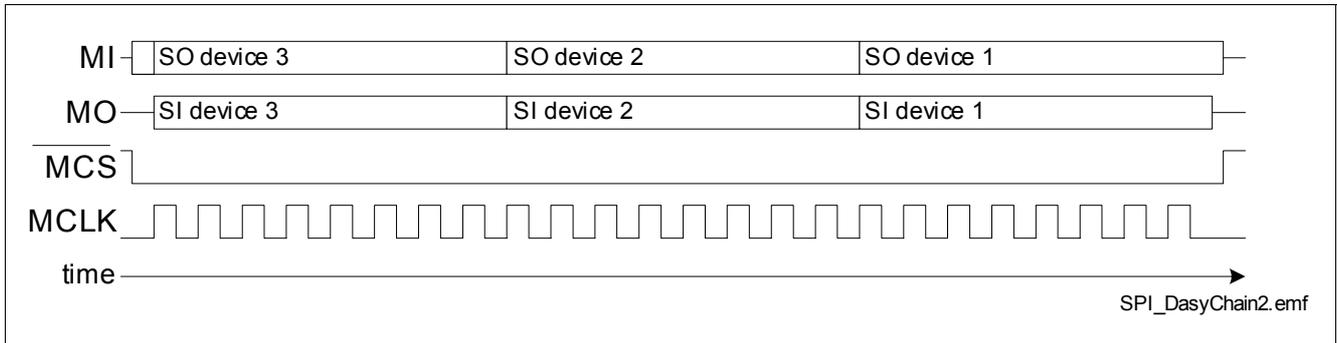 MI SO device 3 SO device 2 SO device 1
MO SI device 3 SI device 2 SI device 1
MCS
MCLK
time
SPI_DasyChain2.emf